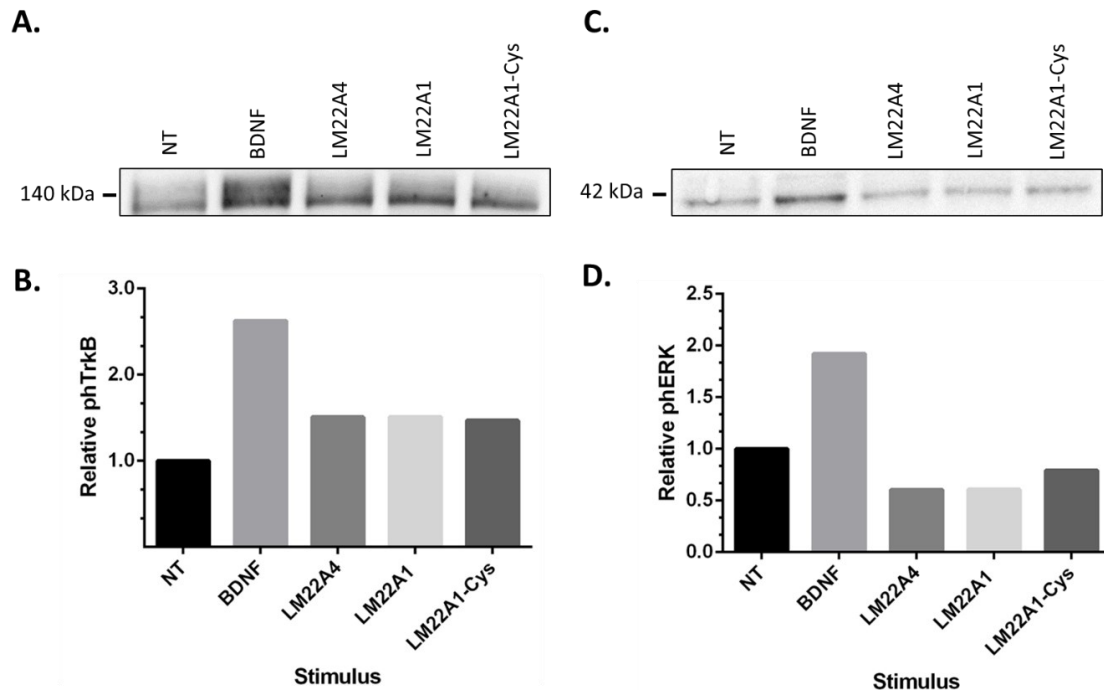 A.
NT
BDNF
LM22A4
LM22A1
LM22A1-Cys
140 kDa
B.
3.0
2.0
1.0
Relative phTrkB
NT
BDNF
LM22A4
LM22A1
LM22A1-Cys
Stimulus
C.
NT
BDNF
LM22A4
LM22A1
LM22A1-Cys
42 kDa
D.
2.5
2.0
1.5
1.0
0.5
0.0
Relative phERK
NT
BDNF
LM22A4
LM22A1
LM22A1-Cys
Stimulus